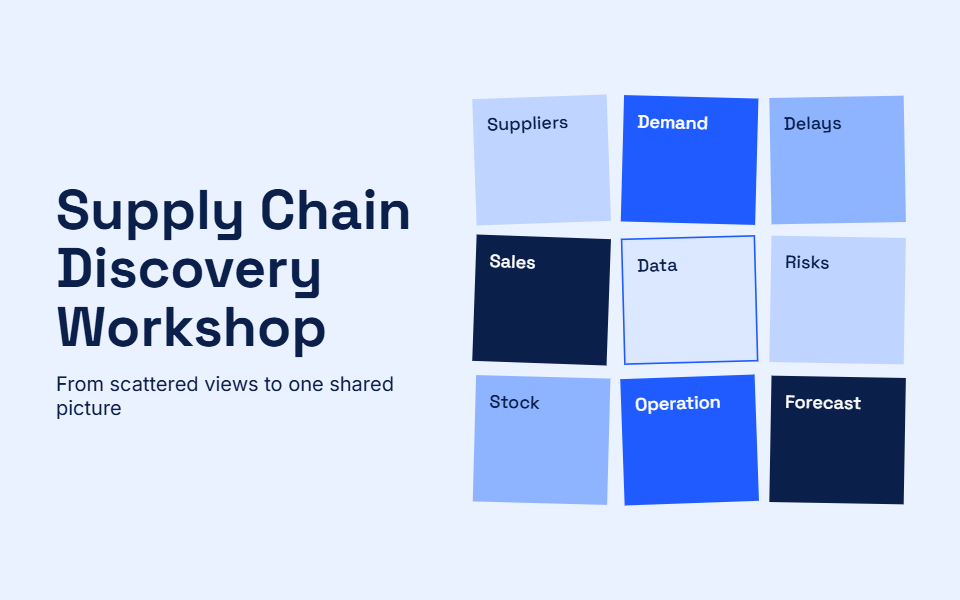 Supply Chain
Discovery
Workshop
From scattered views to one shared
picture
Suppliers
Demand
Delays
Sales
Data
Risks
Stock
Operation
Forecast